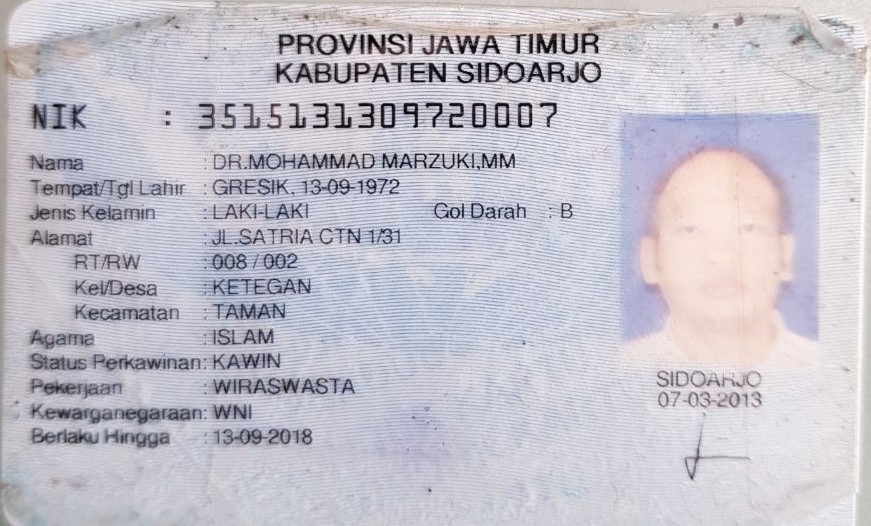 PROVINSI JAWA TIMUR
KABUPATEN SIDOARJO
NIK : 3515131309720007
Nama : DR.MOHAMMAD MARZUKI,MM
Tempat/Tgl Lahir : GRESIK, 13-09-1972
Jenis Kelamin : LAKI-LAKI Gol Darah : B
Alamat : JL.SATRIA CTN 1/31
RT/RW : 008 / 002
Kel/Desa : KETEGAN
Kecamatan : TAMAN
Agama : ISLAM
Status Perkawinan: KAWIN
Pekerjaan : WIRASWASTA
Kewarganegaraan: WNI
Berlaku Hingga : 13-09-2018
SIDOARJO
07-03-2013